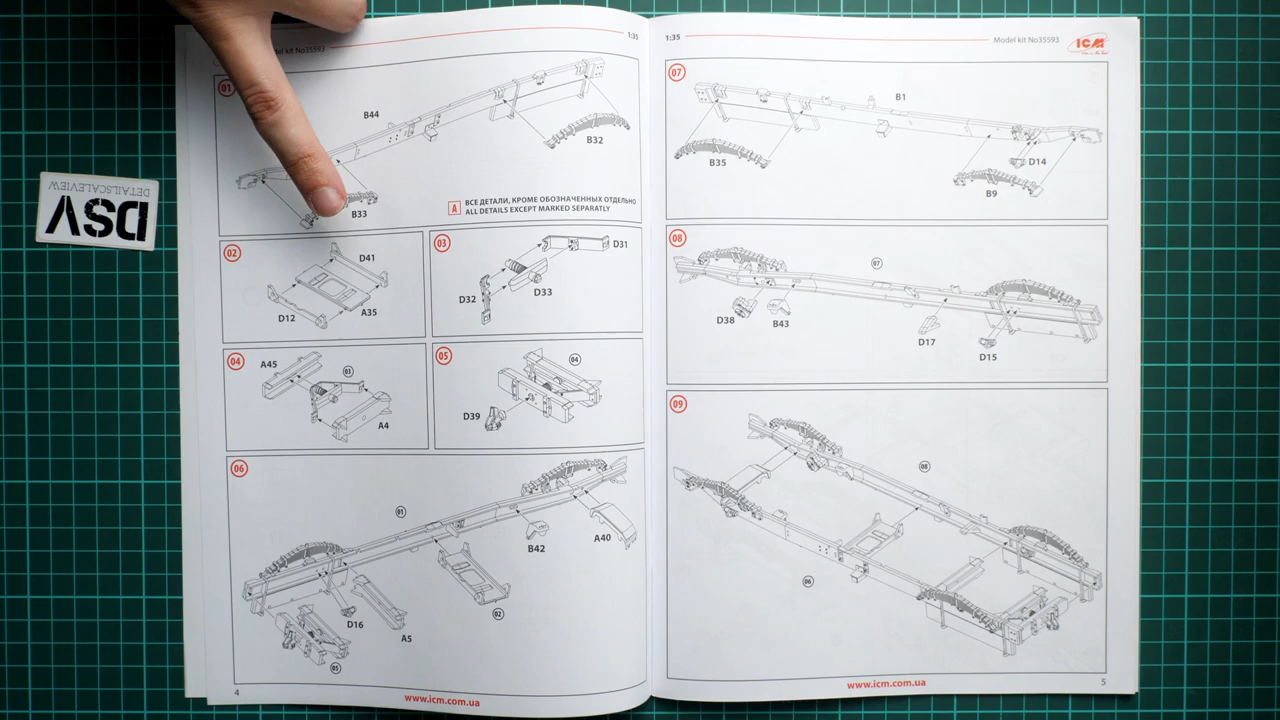 kit No35593
1:35
01
B44
B32
B33
A
ВСЕ ДЕТАЛИ, КРОМЕ ОБОЗНАЧЕННЫХ ОТДЕЛЬНО
ALL DETAILS EXCEPT MARKED SEPARATLY
02
D41
D12
A35
03
D31
D32
D33
04
A45
03
A4
05
04
D39
06
01
B42
A40
02
D16
A5
05
4
www.icm.com.ua
1:35
Model kit No35593
ICM
07
B1
B35
D14
B9
08
07
D38
B43
D17
D15
09
08
06
www.icm.com.ua
5
DSV
DETAILSCALEVIEW